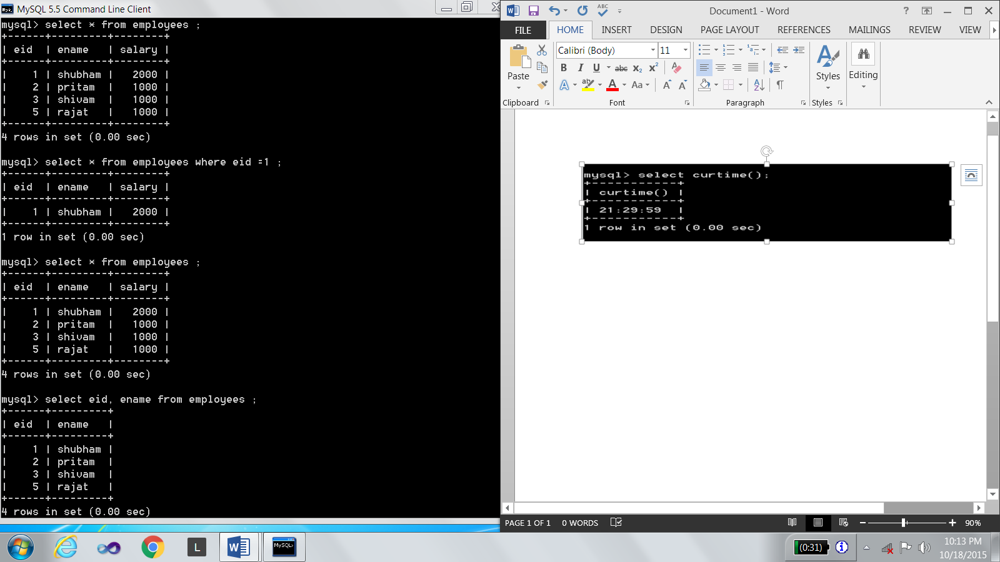 MySQL 5.5 Command Line Client
mysql> select * from employees ;
+------+---------+--------+
| eid  | ename   | salary |
+------+---------+--------+
|    1 | shubham |   2000 |
|    2 | pritam  |   1000 |
|    3 | shivam  |   1000 |
|    5 | rajat   |   1000 |
+------+---------+--------+
4 rows in set (0.00 sec)
mysql> select * from employees where eid =1 ;
+------+---------+--------+
| eid  | ename   | salary |
+------+---------+--------+
|    1 | shubham |   2000 |
+------+---------+--------+
1 row in set (0.00 sec)
mysql> select * from employees ;
+------+---------+--------+
| eid  | ename   | salary |
+------+---------+--------+
|    1 | shubham |   2000 |
|    2 | pritam  |   1000 |
|    3 | shivam  |   1000 |
|    5 | rajat   |   1000 |
+------+---------+--------+
4 rows in set (0.00 sec)
mysql> select eid, ename from employees ;
+------+---------+
| eid  | ename   |
+------+---------+
|    1 | shubham |
|    2 | pritam  |
|    3 | shivam  |
|    5 | rajat   |
+------+---------+
4 rows in set (0.00 sec)
Document1 - Word
FILE HOME INSERT DESIGN PAGE LAYOUT REFERENCES MAILINGS REVIEW VIEW
Calibri (Body) 11
Paste
Styles
Editing
Clipboard
Font
Paragraph
Styles
mysql> select curtime();
+-----------+
| curtime() |
+-----------+
| 21:29:59  |
+-----------+
1 row in set (0.00 sec)
PAGE 1 OF 1 0 WORDS 90%
L
MySQL>
(0:31)
10:13 PM
10/18/2015